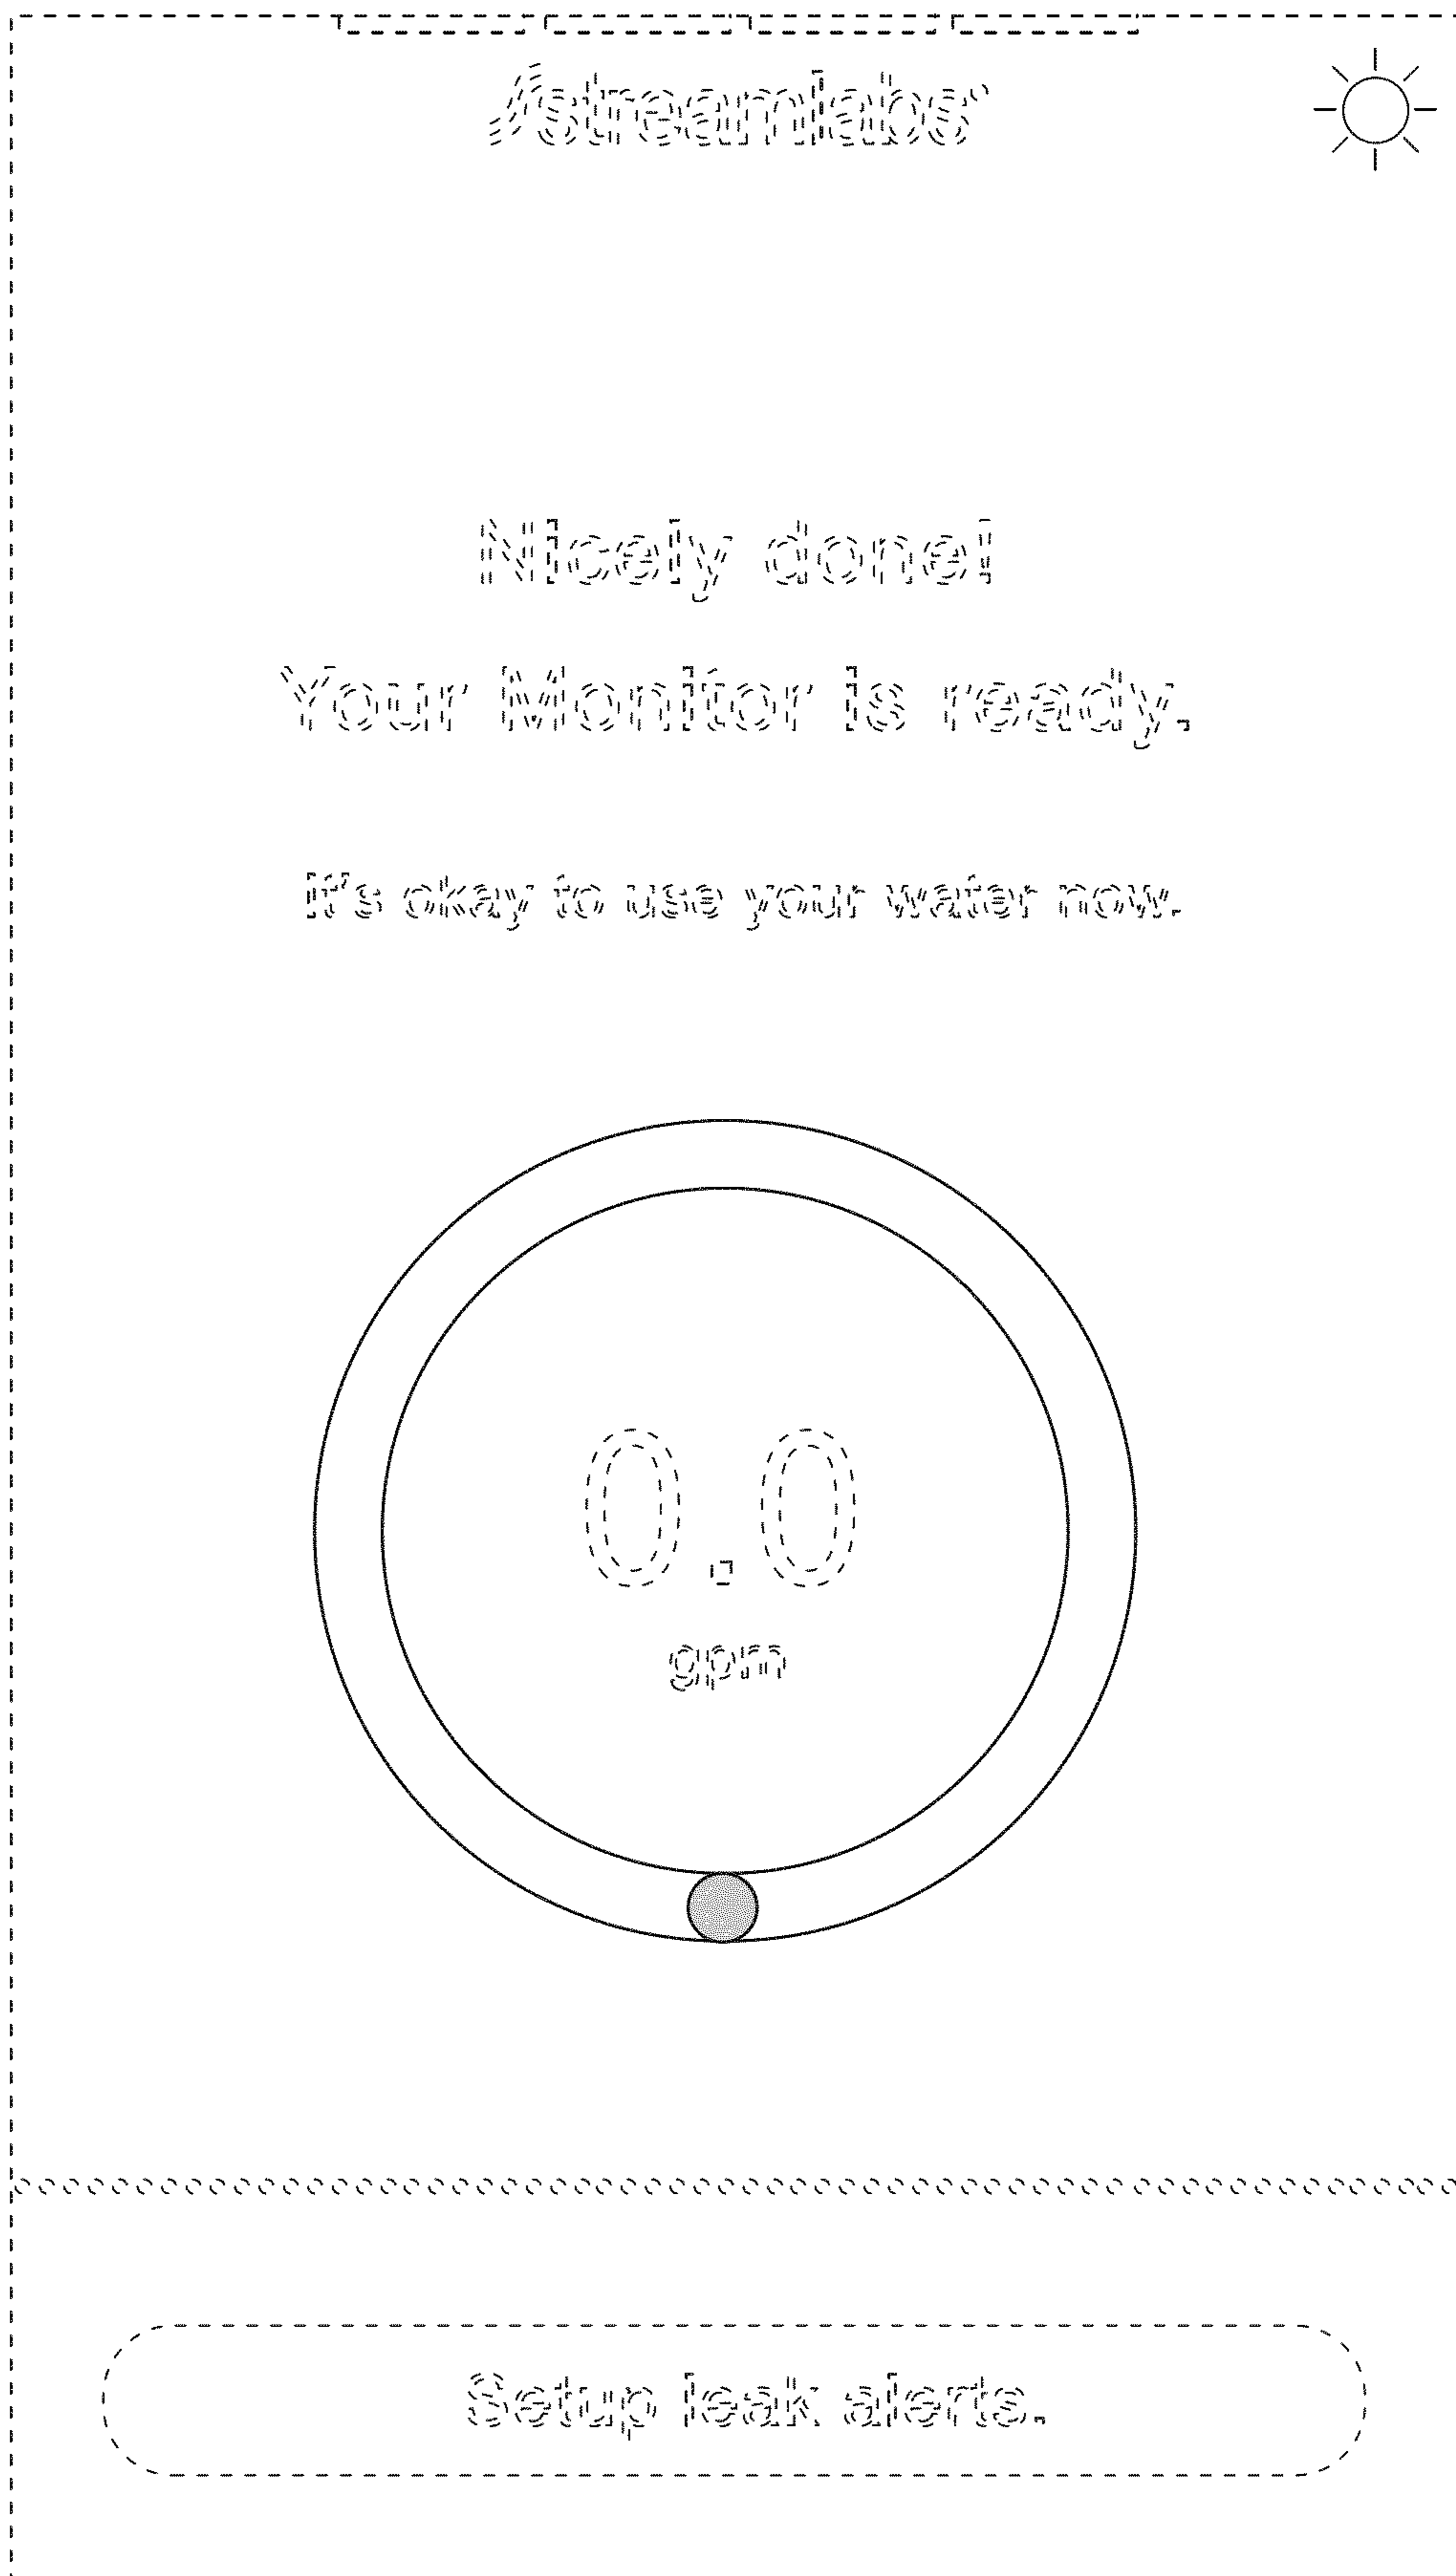 streamlabs
Nicely done!
Your Monitor is ready.
it's okay to use your water now.
0.0
gpm
Setup leak alerts.